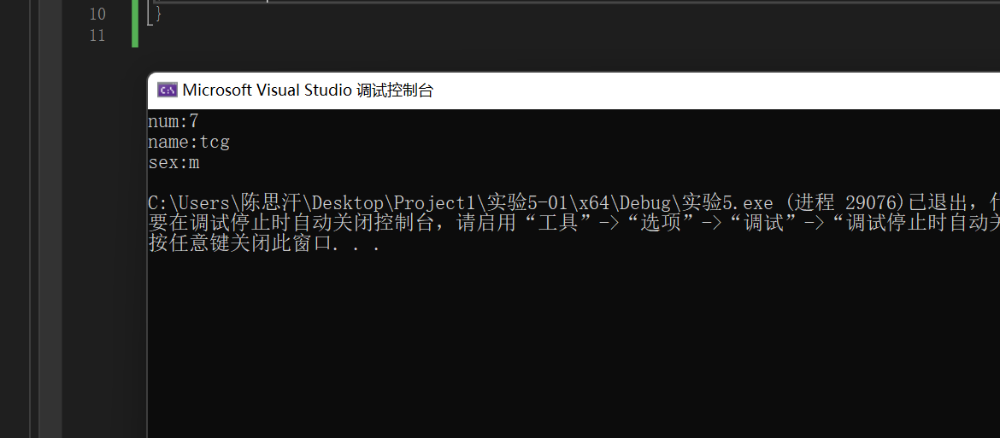 10 }
11
Microsoft Visual Studio 调试控制台
num:7
name:tcg
sex:m
C:\Users\陈思汗\Desktop\Project1\实验5-01\x64\Debug\实验5.exe (进程 29076)已退出，
要在调试停止时自动关闭控制台，请启用“工具”->“选项”->“调试”->“调试停止时自动关
按任意键关闭此窗口. . .